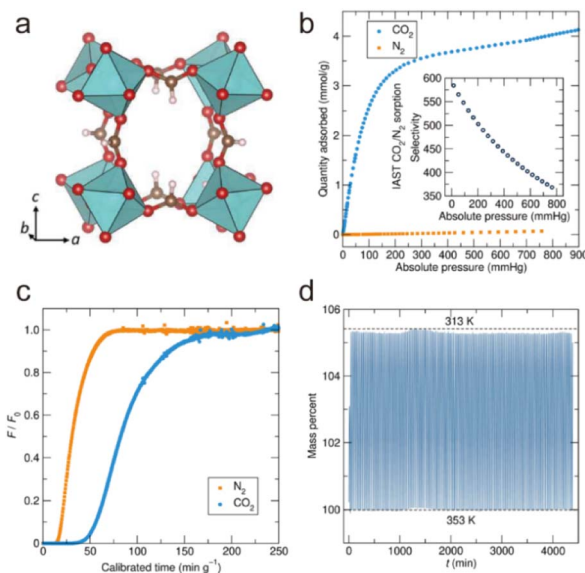 a
c
b
a
b
CO2
N2
Quantity adsorbed (mmol/g)
4
3
2
1
0
0 100 200 300 400 500 600 700 800 900
Absolute pressure (mmHg)
IAST CO2/N2 sorption
Selectivity
600
550
500
450
400
350
0 200 400 600 800
Absolute pressure (mmHg)
c
F / F0
1.0
0.8
0.6
0.4
0.2
0
0 50 100 150 200 250
Calibrated time (min g⁻¹)
N2
CO2
d
Mass percent
106
104
102
100
313 K
353 K
0 1000 2000 3000 4000
t (min)